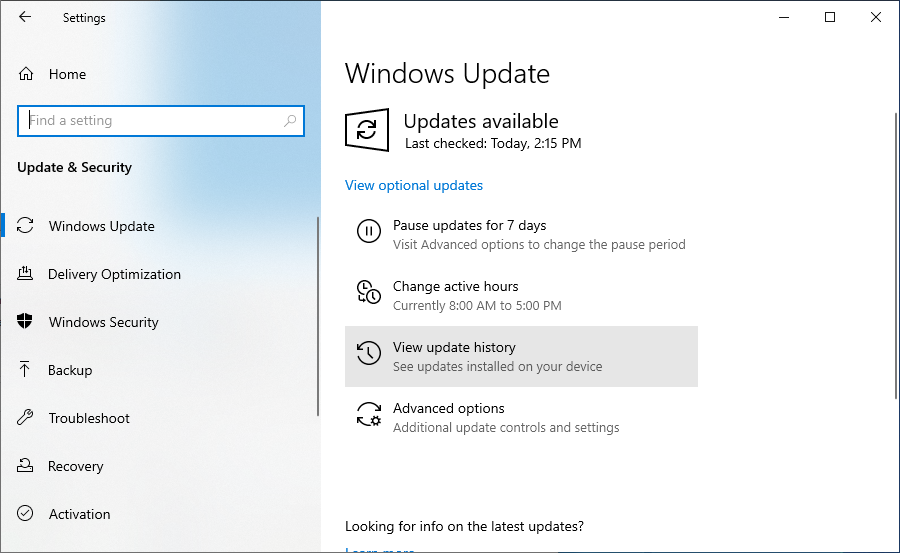 Settings
Home
Find a setting
Update & Security
Windows Update
Delivery Optimization
Windows Security
Backup
Troubleshoot
Recovery
Activation
Windows Update
Updates available
Last checked: Today, 2:15 PM
View optional updates
Pause updates for 7 days
Visit Advanced options to change the pause period
Change active hours
Currently 8:00 AM to 5:00 PM
View update history
See updates installed on your device
Advanced options
Additional update controls and settings
Looking for info on the latest updates?
Learn more